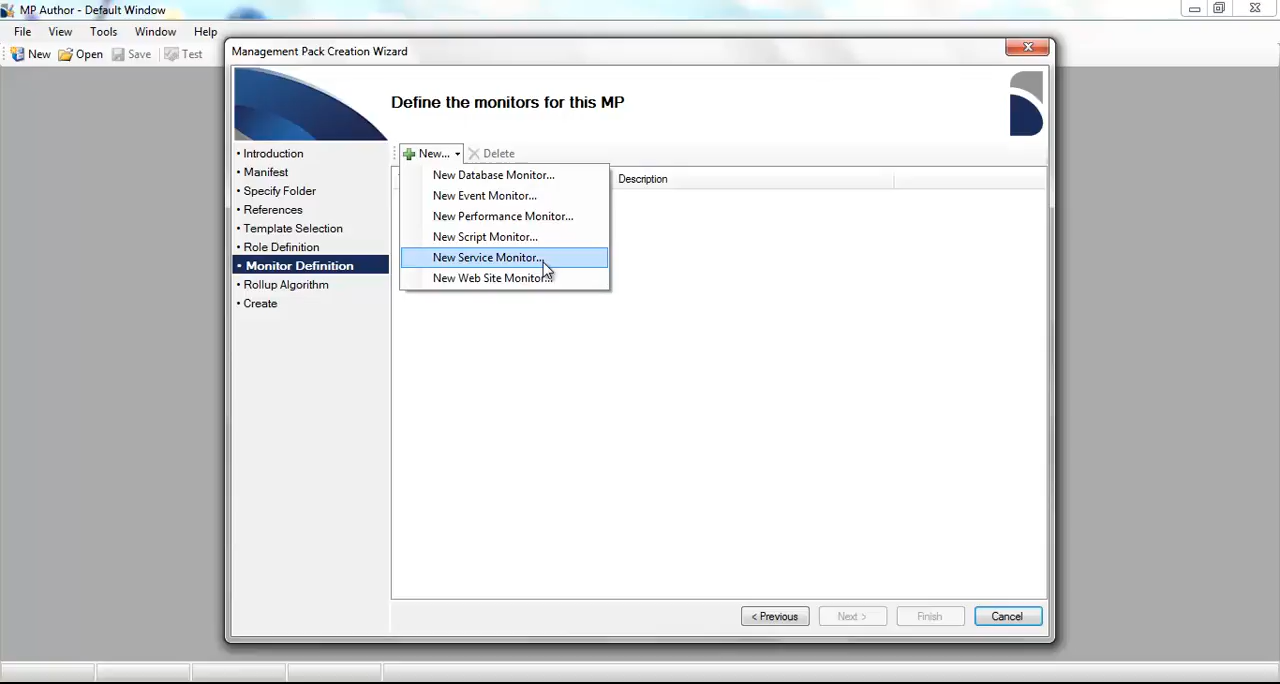 MP Author - Default Window
File View Tools Window Help
New Open Save Test
Management Pack Creation Wizard
Define the monitors for this MP
• Introduction
• Manifest
• Specify Folder
• References
• Template Selection
• Role Definition
• Monitor Definition
• Rollup Algorithm
• Create
New... Delete
Description
New Database Monitor...
New Event Monitor...
New Performance Monitor...
New Script Monitor...
New Service Monitor...
New Web Site Monitor...
< Previous Next > Finish Cancel